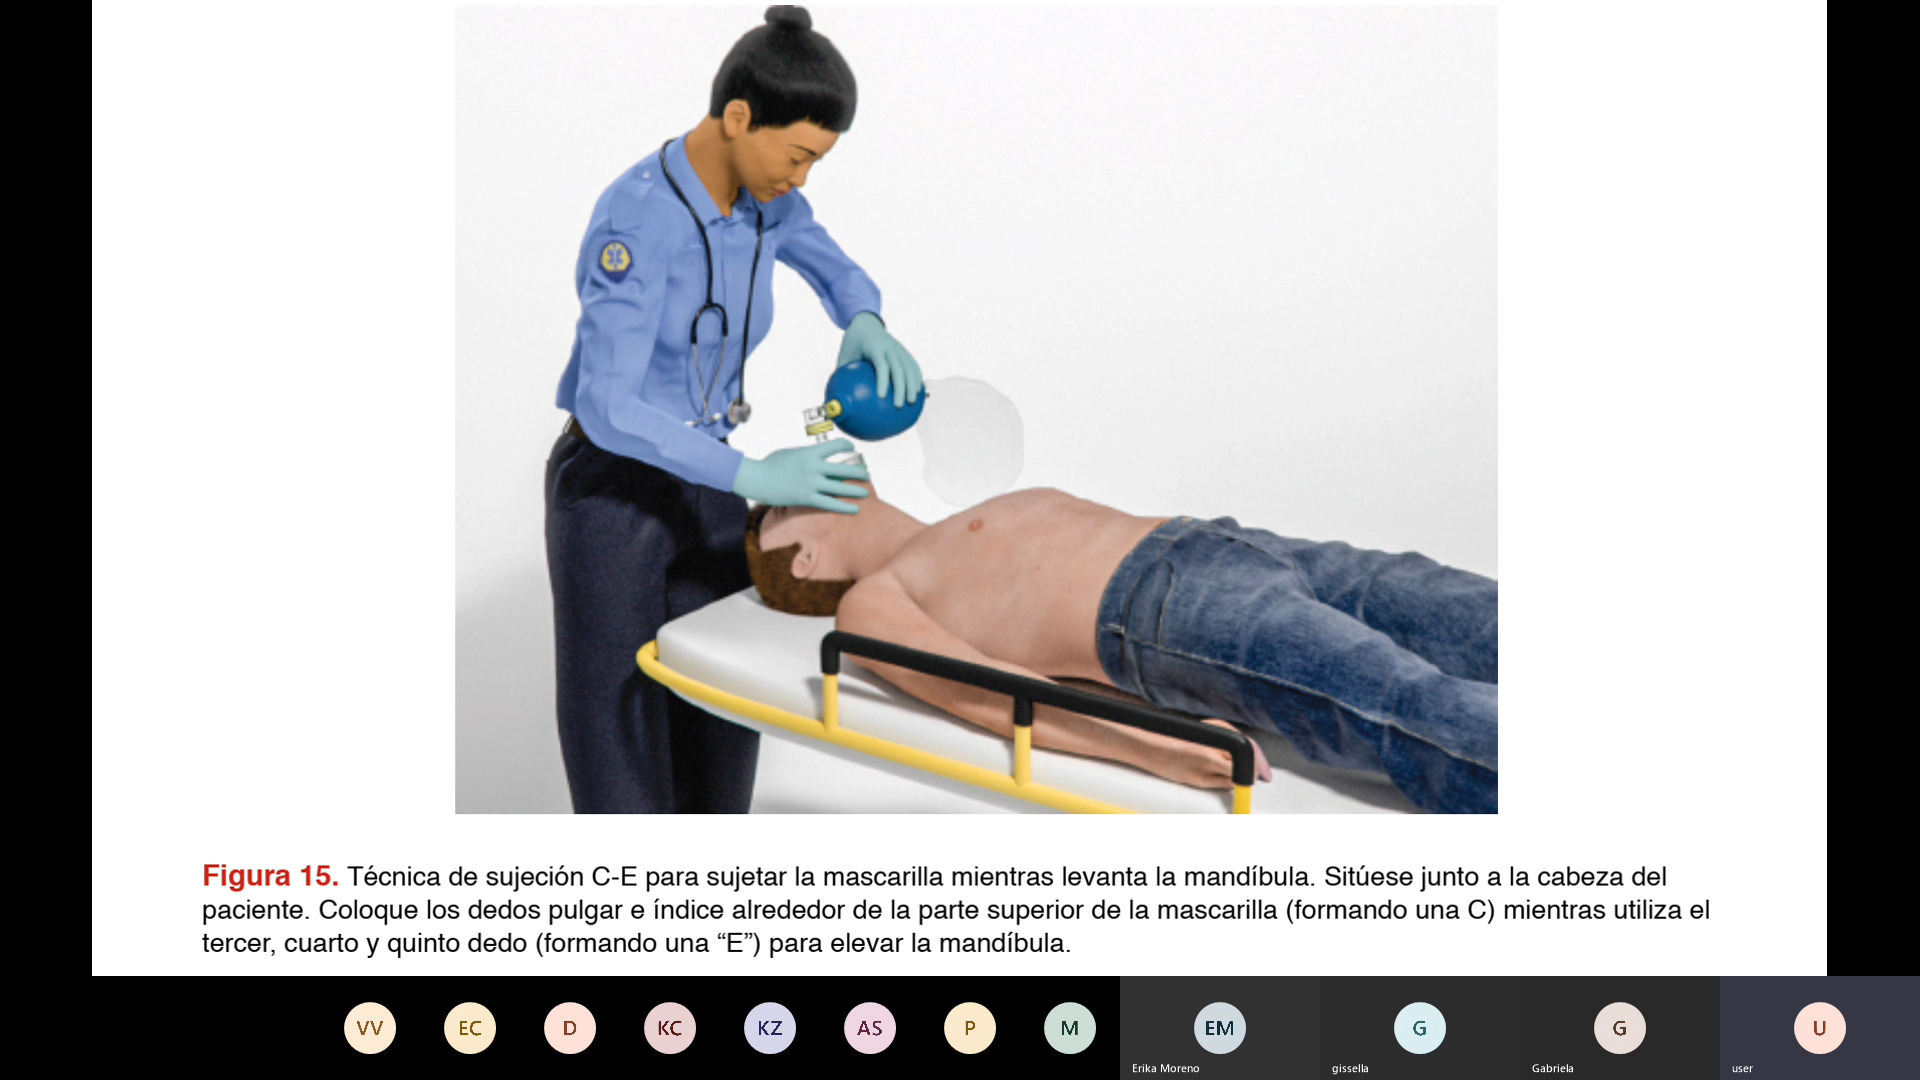 Figura 15. Técnica de sujeción C-E para sujetar la mascarilla mientras levanta la mandíbula. Sitúese junto a la cabeza del
paciente. Coloque los dedos pulgar e índice alrededor de la parte superior de la mascarilla (formando una C) mientras utiliza el
tercer, cuarto y quinto dedo (formando una “E”) para elevar la mandíbula.
VV EC D KC KZ AS P M EM G G U
Erika Moreno gissella Gabriela user